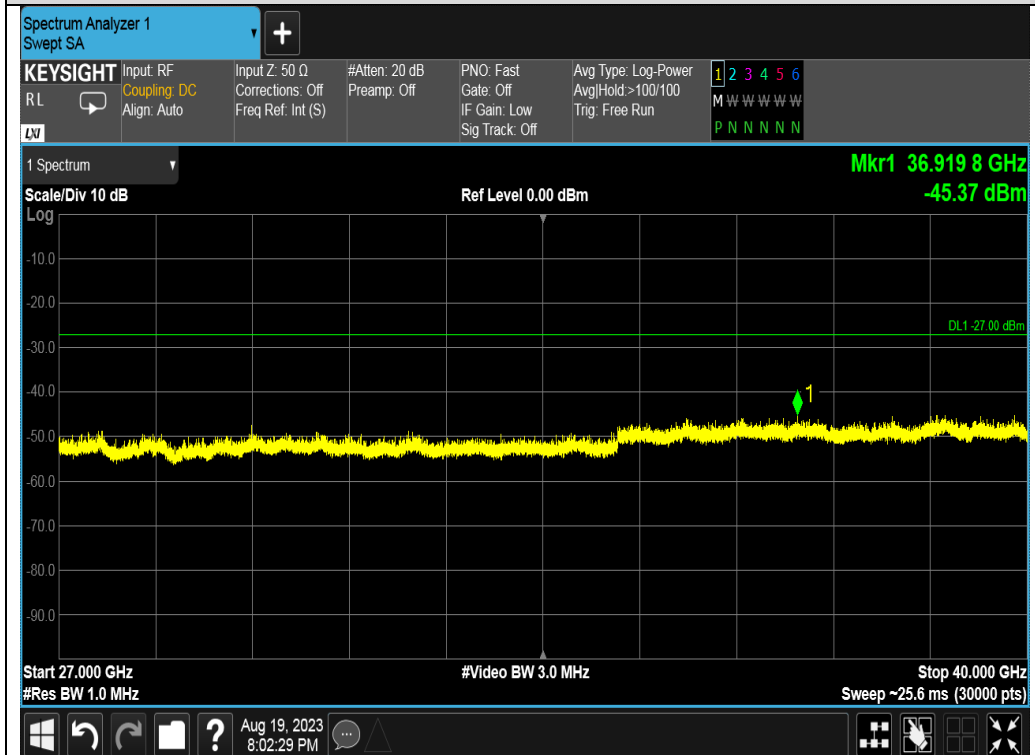 Spectrum Analyzer 1
Swept SA
+
KEYSIGHT
RL
LXI
Input: RF
Coupling: DC
Align: Auto
Input Z: 50 Ω
Corrections: Off
Freq Ref: Int (S)
#Atten: 20 dB
Preamp: Off
PNO: Fast
Gate: Off
IF Gain: Low
Sig Track: Off
Avg Type: Log-Power
Avg|Hold:>100/100
Trig: Free Run
1 2 3 4 5 6
M W W W W W
P N N N N N
1 Spectrum
Mkr1 36.919 8 GHz
-45.37 dBm
Scale/Div 10 dB
Ref Level 0.00 dBm
Log
-10.0
-20.0
DL1 -27.00 dBm
-30.0
-40.0
1
-50.0
-60.0
-70.0
-80.0
-90.0
Start 27.000 GHz
#Video BW 3.0 MHz
Stop 40.000 GHz
#Res BW 1.0 MHz
Sweep ~25.6 ms (30000 pts)
?
Aug 19, 2023
8:02:29 PM